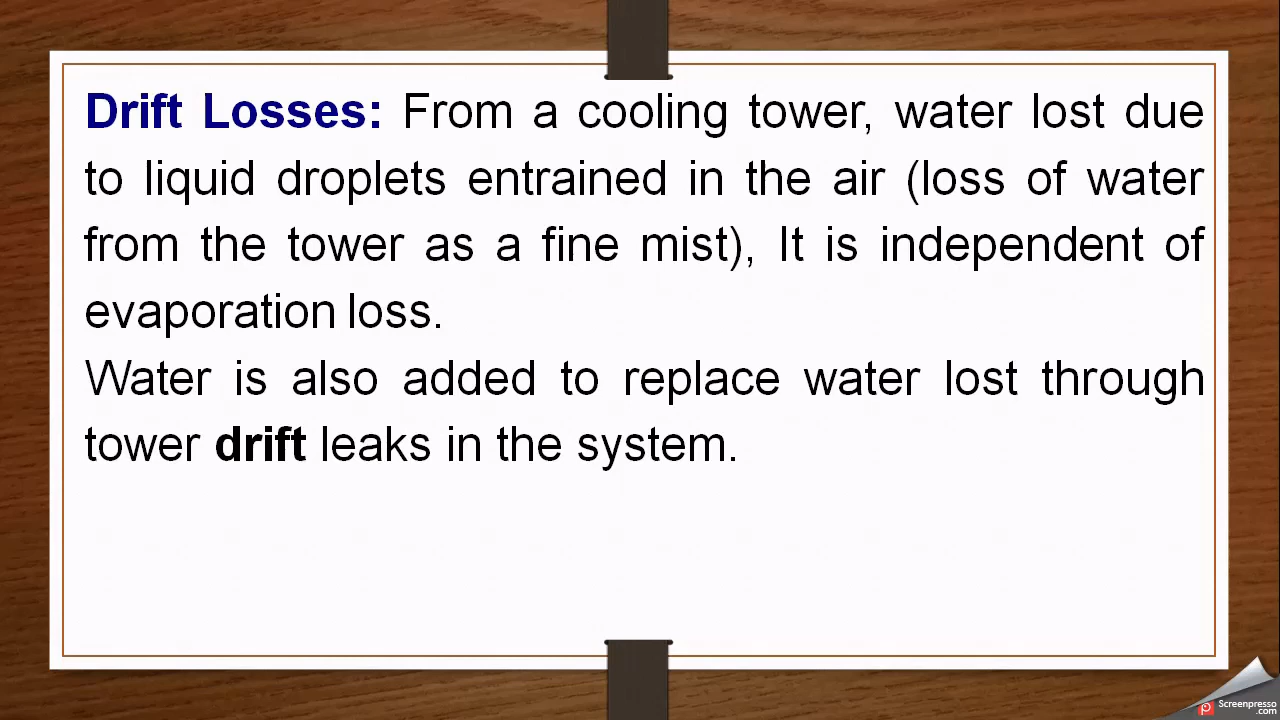 Drift Losses: From a cooling tower, water lost due
to liquid droplets entrained in the air (loss of water
from the tower as a fine mist), It is independent of
evaporation loss.
Water is also added to replace water lost through
tower drift leaks in the system.
Screenpresso
.com